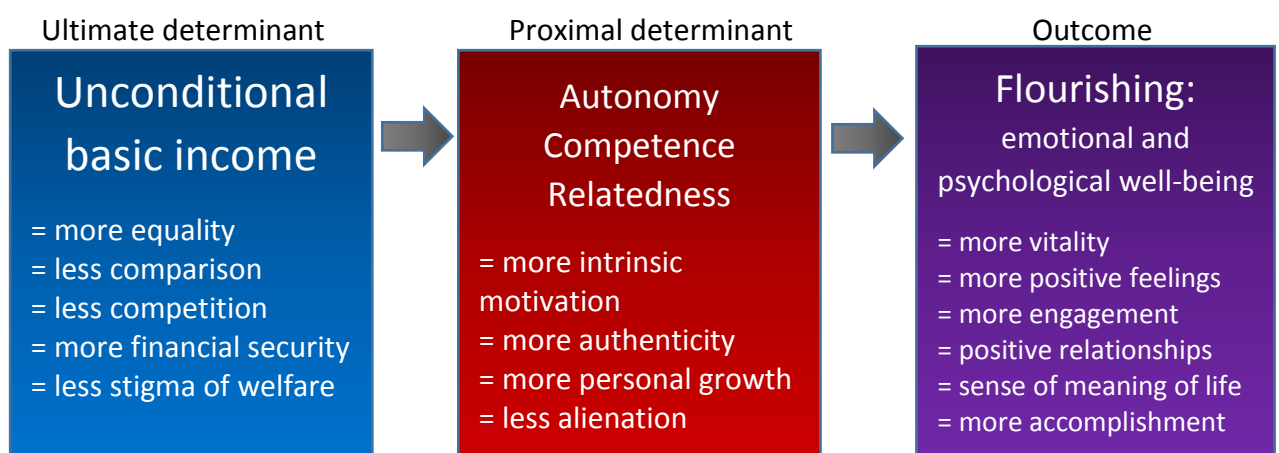 Ultimate determinant
Unconditional
basic income
= more equality
= less comparison
= less competition
= more financial security
= less stigma of welfare
Proximal determinant
Autonomy
Competence
Relatedness
= more intrinsic
motivation
= more authenticity
= more personal growth
= less alienation
Outcome
Flourishing:
emotional and
psychological well-being
= more vitality
= more positive feelings
= more engagement
= positive relationships
= sense of meaning of life
= more accomplishment